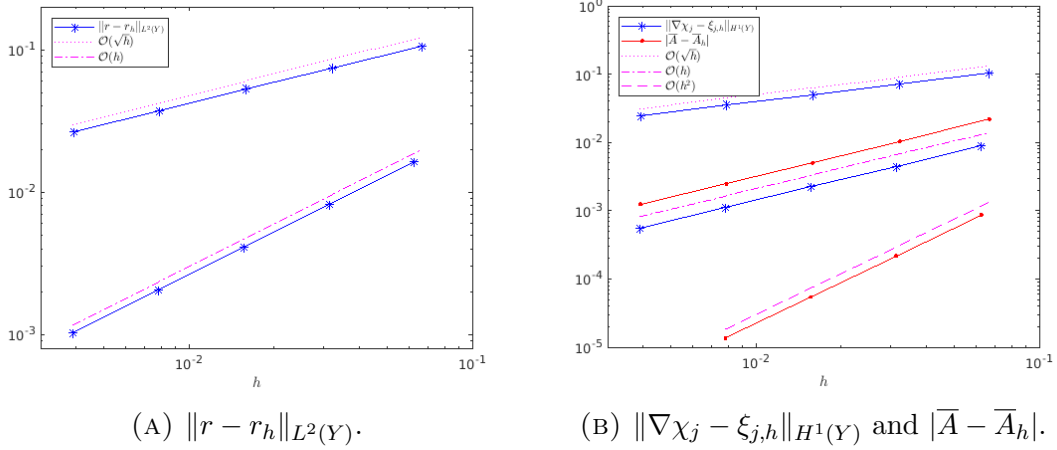 ‖r − r_h‖_{L²(Y)}
O(√h)
O(h)
10⁻¹
10⁻²
10⁻³
10⁻² 10⁻¹
h
(A) ‖r − r_h‖_{L²(Y)}.
10⁰
‖∇χ_j − ξ_{j,h}‖_{H¹(Y)}
|A̅ − A̅_h|
O(√h)
O(h)
O(h²)
10⁻¹
10⁻²
10⁻³
10⁻⁴
10⁻⁵
10⁻² 10⁻¹
h
(B) ‖∇χ_j − ξ_{j,h}‖_{H¹(Y)} and |A̅ − A̅_h|.